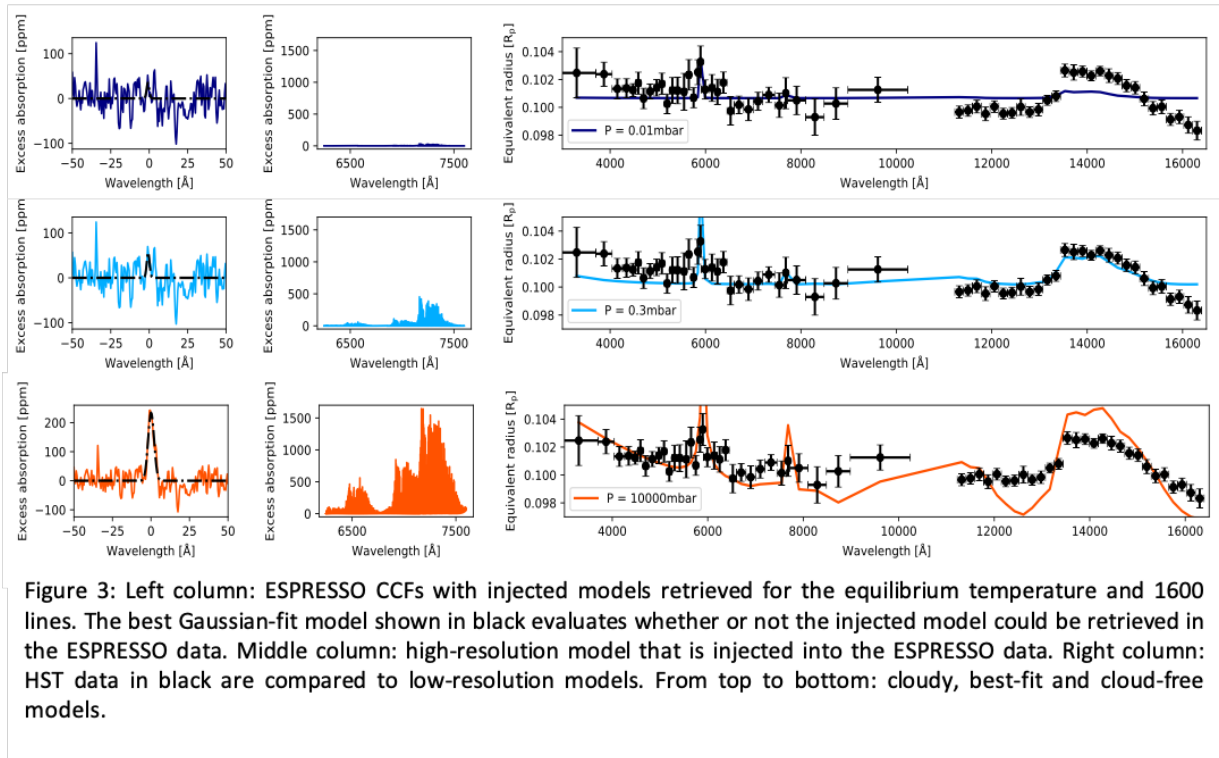 100
0
−100
−50 −25 0 25 50
Excess absorption [ppm]
Wavelength [Å]
1500
1000
500
0
6500 7500
Excess absorption [ppm]
Wavelength [Å]
0.104
0.102
0.100
0.098
4000 6000 8000 10000 12000 14000 16000
Equivalent radius [Rp]
Wavelength [Å]
P = 0.01mbar
100
0
−100
−50 −25 0 25 50
Excess absorption [ppm]
Wavelength [Å]
1500
1000
500
0
6500 7500
Excess absorption [ppm]
Wavelength [Å]
0.104
0.102
0.100
0.098
4000 6000 8000 10000 12000 14000 16000
Equivalent radius [Rp]
Wavelength [Å]
P = 0.3mbar
200
100
0
−100
−50 −25 0 25 50
Excess absorption [ppm]
Wavelength [Å]
1500
1000
500
0
6500 7500
Excess absorption [ppm]
Wavelength [Å]
0.104
0.102
0.100
0.098
4000 6000 8000 10000 12000 14000 16000
Equivalent radius [Rp]
Wavelength [Å]
P = 10000mbar
Figure 3: Left column: ESPRESSO CCFs with injected models retrieved for the equilibrium temperature and 1600
lines. The best Gaussian-fit model shown in black evaluates whether or not the injected model could be retrieved in
the ESPRESSO data. Middle column: high-resolution model that is injected into the ESPRESSO data. Right column:
HST data in black are compared to low-resolution models. From top to bottom: cloudy, best-fit and cloud-free
models.